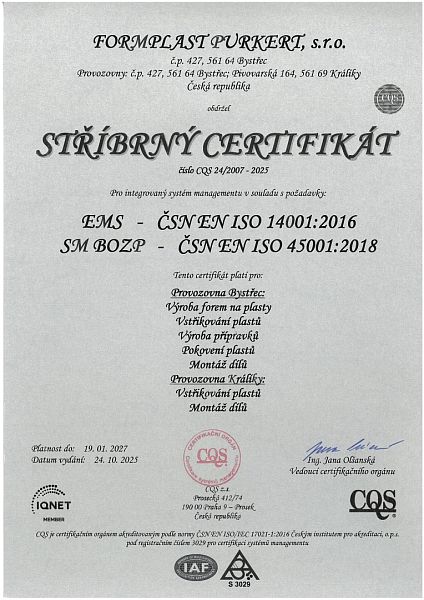 FORMPLAST PURKERT, s.r.o.
č.p. 427, 561 64 Bystřec
Provozovny: č.p. 427, 561 64 Bystřec; Pivovarská 164, 561 69 Králíky
Česká republika
obdržel
CQS
STŘÍBRNÝ CERTIFIKÁT
číslo CQS 24/2007 - 2025
Pro integrovaný systém managementu v souladu s požadavky:
EMS - ČSN EN ISO 14001:2016
SM BOZP - ČSN EN ISO 45001:2018
Tento certifikát platí pro:
Provozovna Bystřec:
Výroba forem na plasty
Vstřikování plastů
Výroba přípravků
Pokovení plastů
Montáž dílů
Provozovna Králíky:
Vstřikování plastů
Montáž dílů
Platnost do: 19. 01. 2027
Datum vydání: 24. 10. 2025
CERTIFIKAČNÍ ORGÁN
CQS
Ing. Jana Olšanská
Vedoucí certifikačního orgánu
IQNET
MEMBER
CQS z.s.
Prosecká 412/74
190 00 Praha 9 – Prosek
Česká republika
CQS®
CQS je certifikačním orgánem akreditovaným podle normy ČSN EN ISO/IEC 17021-1:2016 Českým institutem pro akreditaci, o.p.s.
pod registračním číslem 3029 pro certifikaci systémů managementu
IAF
S 3029